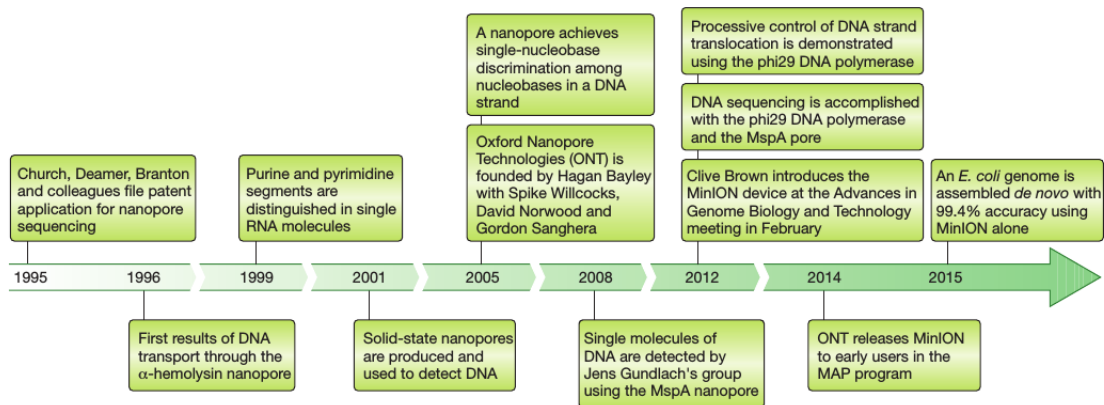 A nanopore achieves
single-nucleobase
discrimination among
nucleobases in a DNA
strand
Processive control of DNA strand
translocation is demonstrated
using the phi29 DNA polymerase
DNA sequencing is accomplished
with the phi29 DNA polymerase
and the MspA pore
Church, Deamer, Branton
and colleagues file patent
application for nanopore
sequencing
Purine and pyrimidine
segments are
distinguished in single
RNA molecules
Oxford Nanopore
Technologies (ONT) is
founded by Hagan Bayley
with Spike Willcocks,
David Norwood and
Gordon Sanghera
Clive Brown introduces the
MinION device at the Advances in
Genome Biology and Technology
meeting in February
An E. coli genome is
assembled de novo with
99.4% accuracy using
MinION alone
1995 1996 1999 2001 2005 2008 2012 2014 2015
First results of DNA
transport through the
α-hemolysin nanopore
Solid-state nanopores
are produced and
used to detect DNA
Single molecules of
DNA are detected by
Jens Gundlach's group
using the MspA nanopore
ONT releases MinION
to early users in the
MAP program